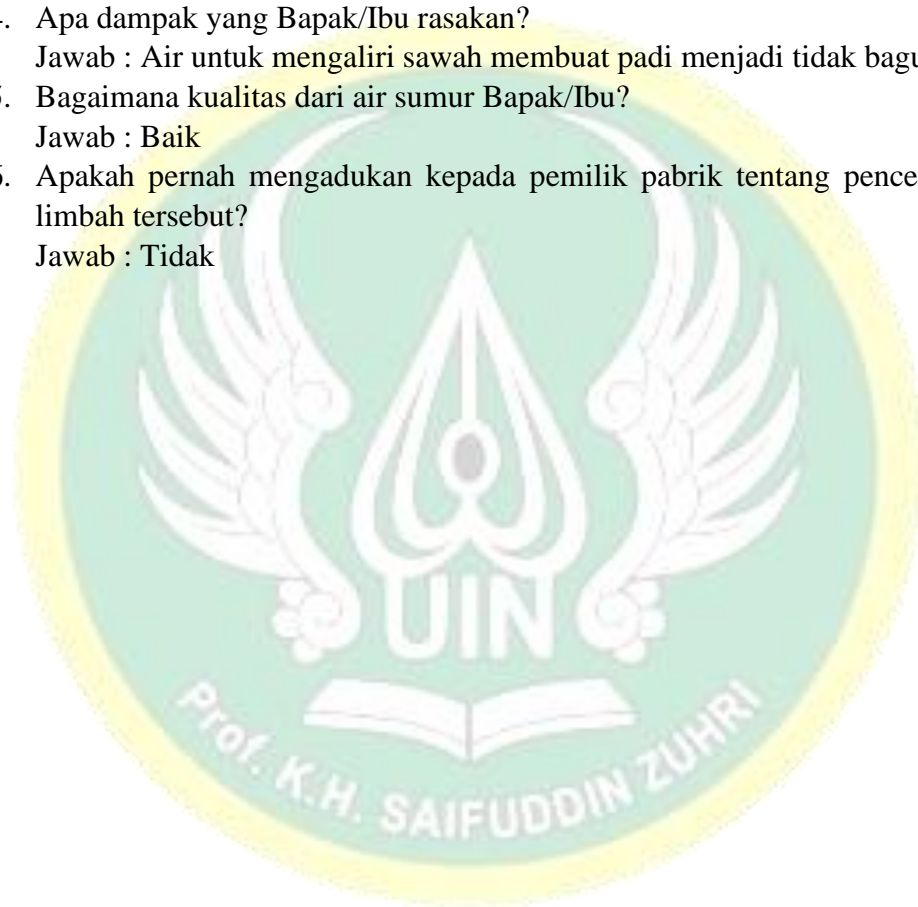 Apa dampak yang Bapak/Ibu rasakan?
Jawab : Air untuk mengaliri sawah membuat padi menjadi tidak
Bagaimana kualitas dari air sumur Bapak/Ibu?
Jawab : Baik
Apakah pernah mengadukan kepada pemilik pabrik tentang
limbah tersebut?
Jawab : Tidak
UIN
Prof. K.H. SAIFUDDIN ZUHRI